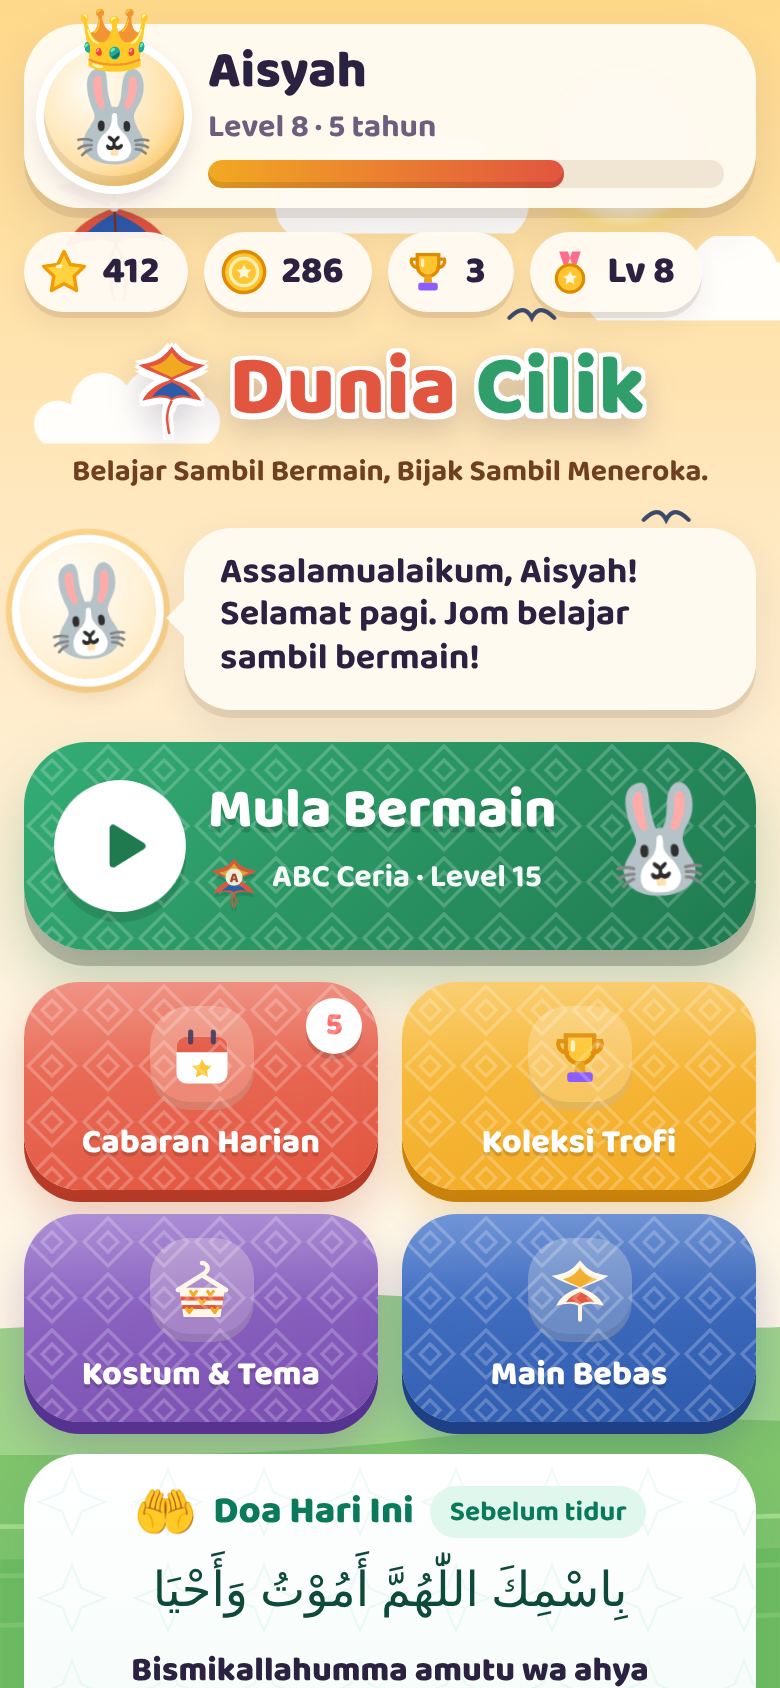 Aisyah
Level 8 · 5 tahun
412
286
3
Lv 8
Dunia Cilik
Belajar Sambil Bermain, Bijak Sambil Meneroka.
Assalamualaikum, Aisyah!
Selamat pagi. Jom belajar
sambil bermain!
Mula Bermain
A
ABC Ceria · Level 15
5
Cabaran Harian
Koleksi Trofi
Kostum & Tema
Main Bebas
Doa Hari Ini
Sebelum tidur
بِاسْمِكَ اللّٰهُمَّ أَمُوْتُ وَأَحْيَا
Bismikallahumma amutu wa ahya